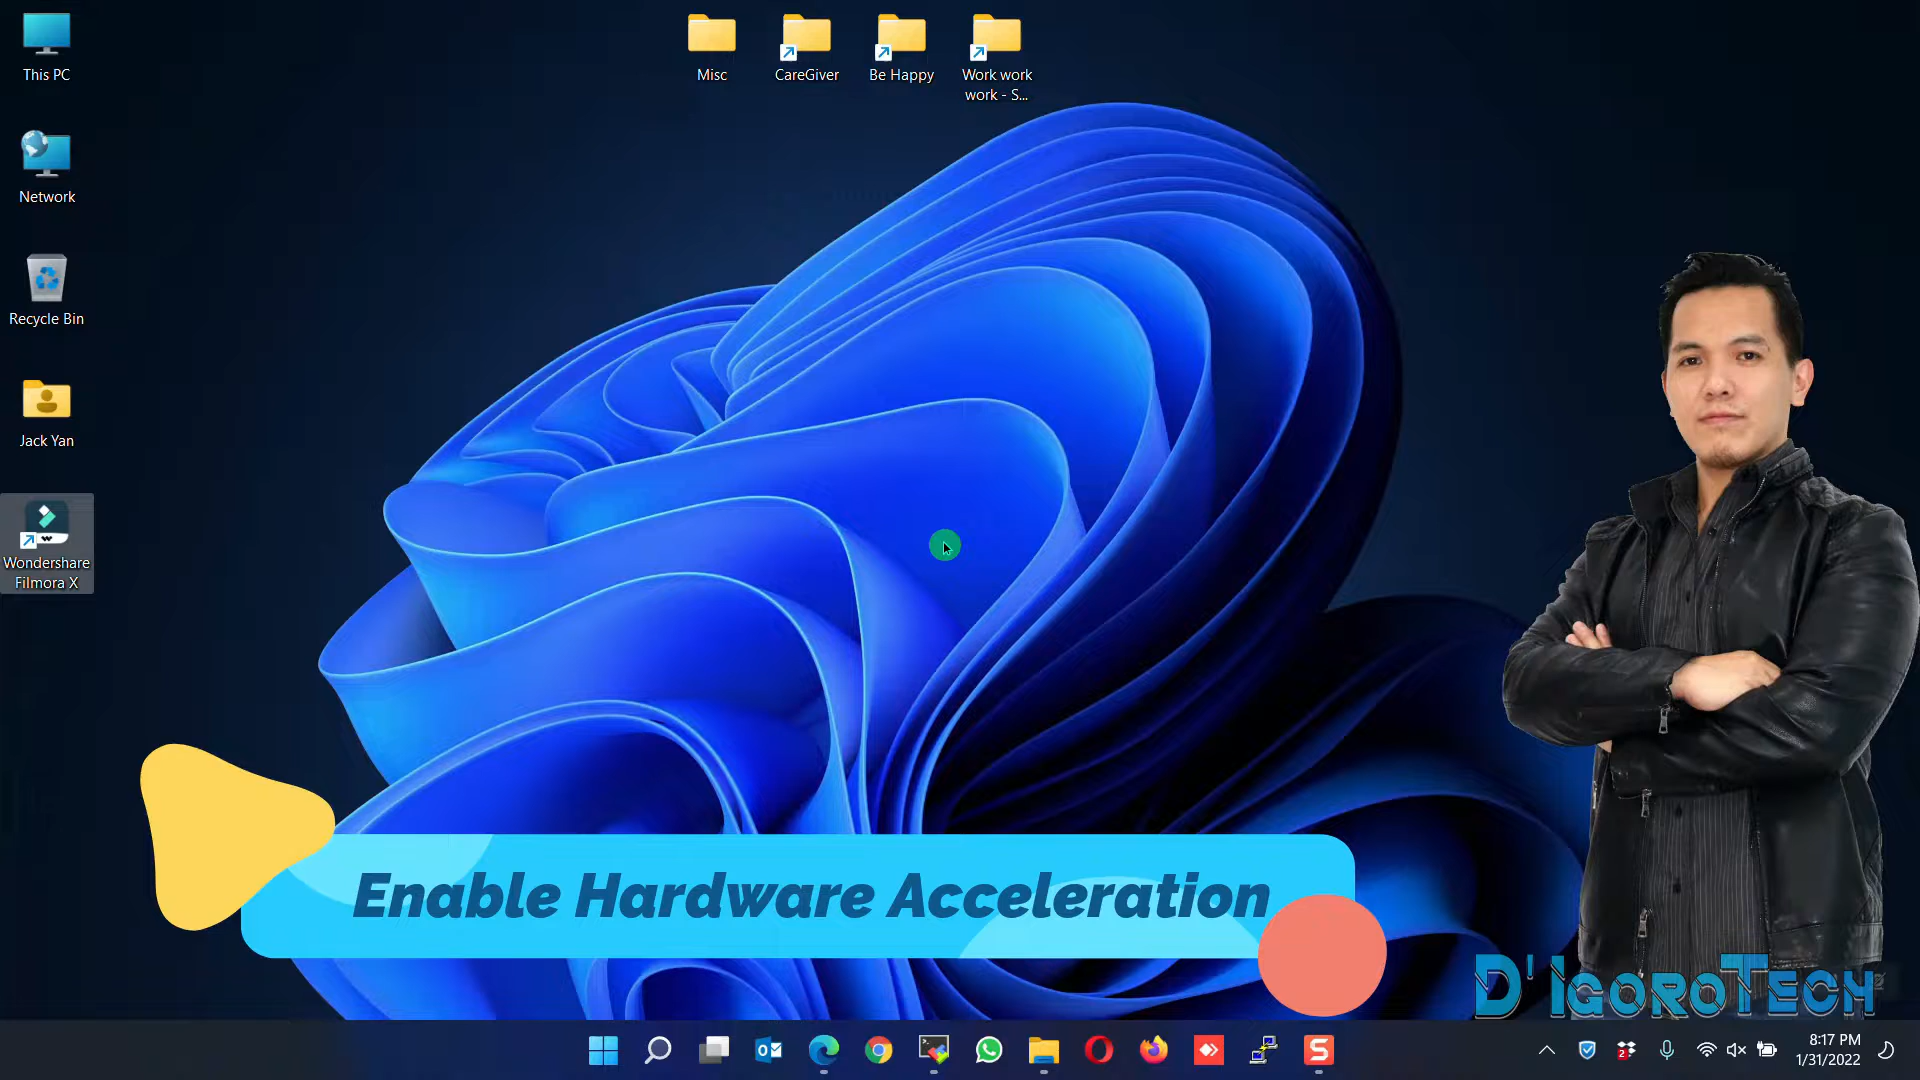 This PC
Misc
CareGiver
Be Happy
Work work
work - S...
Network
Recycle Bin
Jack Yan
Wondershare
Filmora X
Enable Hardware Acceleration
D'IGOROTECH
8:17 PM
1/31/2022
2
S